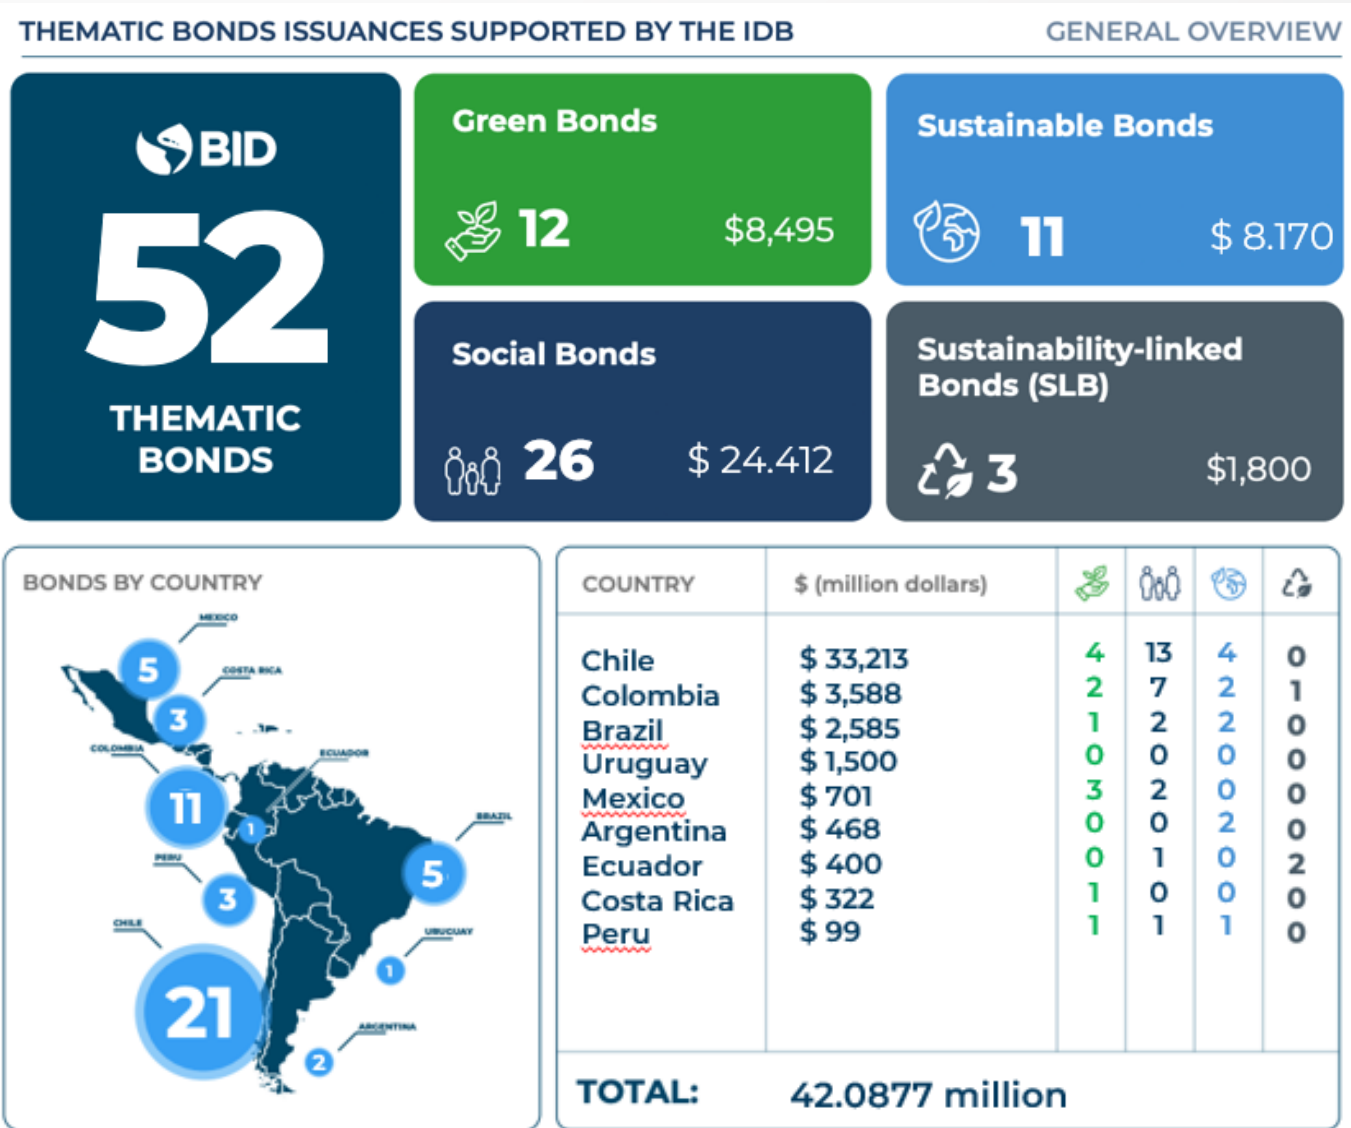 THEMATIC BONDS ISSUANCES SUPPORTED BY THE IDB GENERAL OVERVIEW
BID
52
THEMATIC
BONDS
Green Bonds
12 $8,495
Sustainable Bonds
11 $ 8.170
Social Bonds
26 $ 24.412
Sustainability-linked
Bonds (SLB)
3 $1,800
BONDS BY COUNTRY
MEXICO
5
COSTA RICA
3
COLOMBIA
11
ECUADOR
1
BRAZIL
5
PERU
3
CHILE
21
URUGUAY
1
ARGENTINA
2
COUNTRY $ (million dollars)
Chile $ 33,213 4 13 4 0
Colombia $ 3,588 2 7 2 1
Brazil $ 2,585 1 2 2 0
Uruguay $ 1,500 0 0 0 0
Mexico $ 701 3 2 0 0
Argentina $ 468 0 0 2 0
Ecuador $ 400 0 1 0 2
Costa Rica $ 322 1 0 0 0
Peru $ 99 1 1 1 0
TOTAL: 42.0877 million